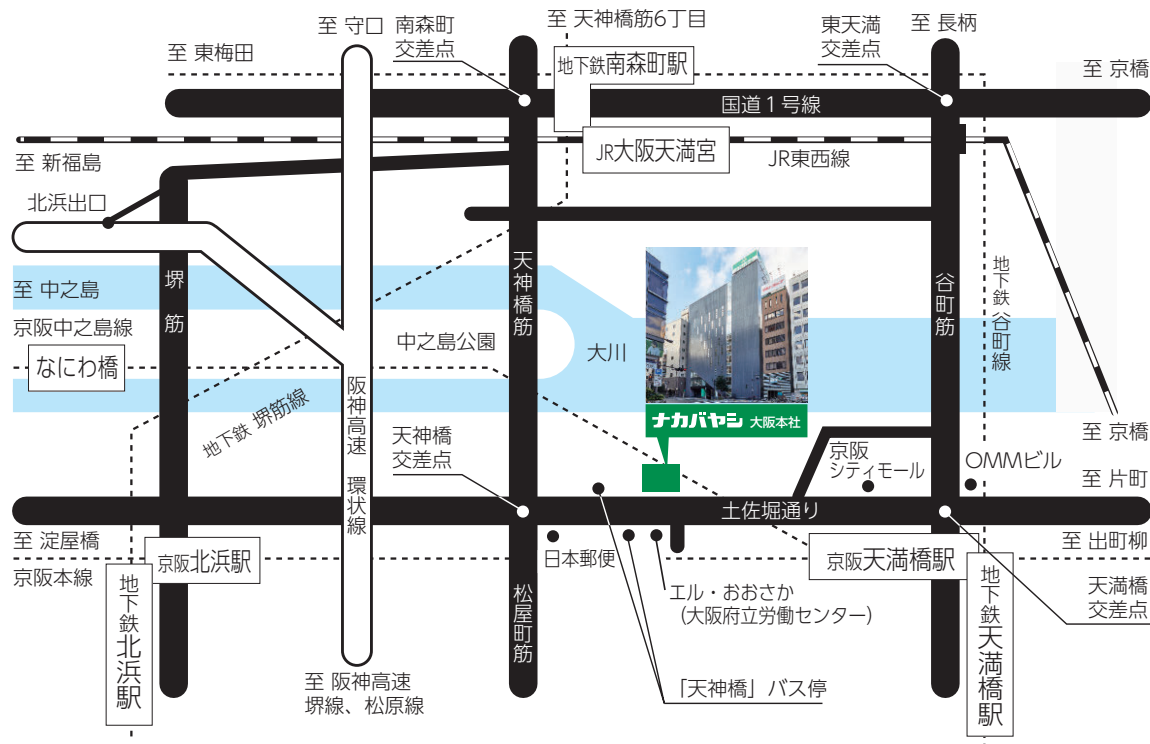 至 守口
南森町
交差点
至 天神橋筋6丁目
東天満
交差点
至 長柄
至 東梅田
地下鉄南森町駅
至 京橋
国道1号線
JR大阪天満宮
JR東西線
至 新福島
北浜出口
至 中之島
堺 筋
天神橋筋
谷町筋
地下鉄 谷町線
京阪中之島線
なにわ橋
中之島公園
大川
阪神高速 環状線
地下鉄 堺筋線
ナカバヤシ 大阪本社
天神橋
交差点
京阪
シティモール
OMMビル
至 京橋
至 片町
土佐堀通り
至 淀屋橋
京阪本線
京阪北浜駅
地下鉄北浜駅
日本郵便
エル・おおさか
(大阪府立労働センター)
京阪天満橋駅
地下鉄天満橋駅
至 出町柳
天満橋
交差点
松屋町筋
至 阪神高速
堺線、松原線
「天神橋」バス停